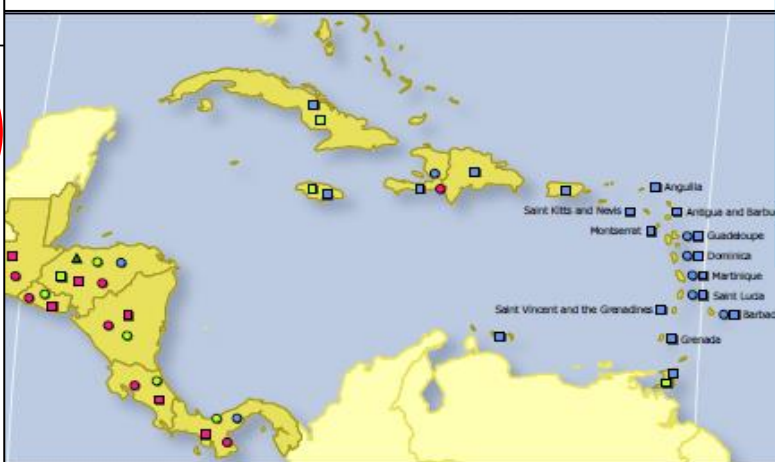 Anguilla
Saint Kitts and Nevis
Antigua and Barbu
Montserrat
Guadeloupe
Dominica
Martinique
Saint Lucia
Saint Vincent and the Grenadines
Barbad
Grenada